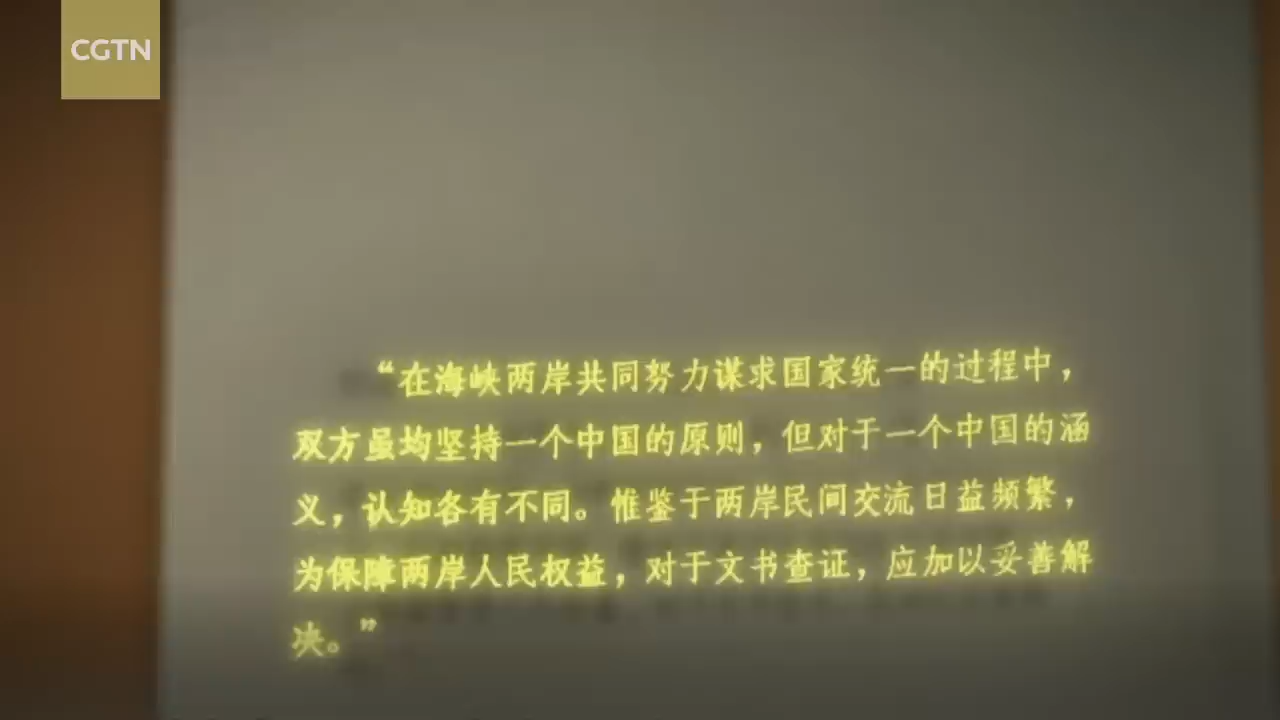 CGTN
“在海峡两岸共同努力谋求国家统一的过程中，
双方虽均坚持一个中国的原则，但对于一个中国的涵
义，认知各有不同。惟鉴于两岸民间交流日益频繁，
为保障两岸人民权益，对于文书查证，应加以妥善解
决。”